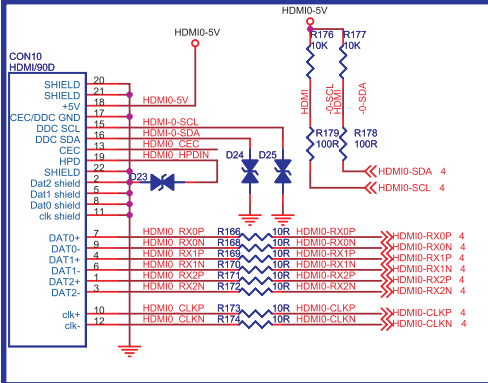 HDMI0-5V
HDMI0-5V
R176 R177
10K 10K
HDMI -0-SCL
HDMI -0-SDA
R179 R178
100R 100R
HDMI0-SDA 4
HDMI0-SCL 4
CON10
HDMI/90D
SHIELD 20
SHIELD 21
+5V 18 HDMI0-5V
CEC/DDC GND 17
DDC SCL 15 HDMI-0-SCL
DDC SDA 16 HDMI-0-SDA
CEC 13 HDMI0_CEC
HPD 19 HDMI0_HPDIN
SHIELD 22
Dat2 shield 2
Dat1 shield 5
Dat0 shield 8
clk shield 11
D23 D24 D25
DAT0+ 7 HDMI0_RX0P R166 10R HDMI0-RX0P HDMI0-RX0P 4
DAT0- 9 HDMI0_RX0N R168 10R HDMI0-RX0N HDMI0-RX0N 4
DAT1+ 4 HDMI0_RX1P R169 10R HDMI0-RX1P HDMI0-RX1P 4
DAT1- 6 HDMI0_RX1N R170 10R HDMI0-RX1N HDMI0-RX1N 4
DAT2+ 1 HDMI0_RX2P R171 10R HDMI0-RX2P HDMI0-RX2P 4
DAT2- 3 HDMI0_RX2N R172 10R HDMI0-RX2N HDMI0-RX2N 4
clk+ 10 HDMI0_CLKP R173 10R HDMI0-CLKP HDMI0-CLKP 4
clk- 12 HDMI0_CLKN R174 10R HDMI0-CLKN HDMI0-CLKN 4